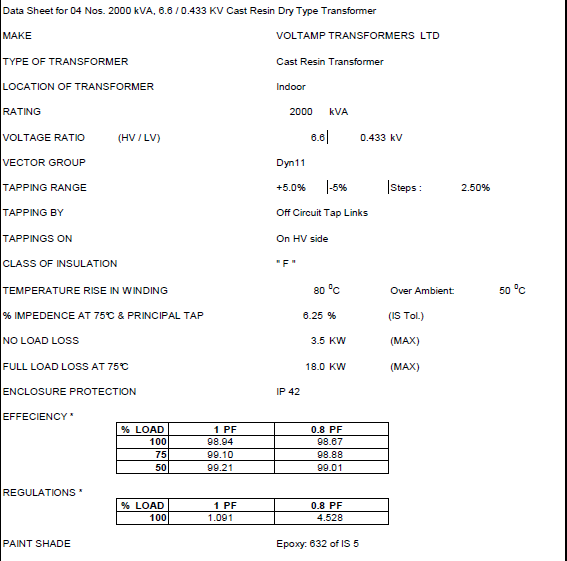 Data Sheet for 04 Nos. 2000 kVA, 6.6 / 0.433 KV Cast Resin Dry Type Transformer
MAKE VOLTAMP TRANSFORMERS LTD
TYPE OF TRANSFORMER Cast Resin Transformer
LOCATION OF TRANSFORMER Indoor
RATING 2000 kVA
VOLTAGE RATIO (HV / LV) 6.6 0.433 kV
VECTOR GROUP Dyn11
TAPPING RANGE +5.0% -5% Steps : 2.50%
TAPPING BY Off Circuit Tap Links
TAPPINGS ON On HV side
CLASS OF INSULATION " F "
TEMPERATURE RISE IN WINDING 80 ⁰C Over Ambient: 50 ⁰C
% IMPEDENCE AT 75℃ & PRINCIPAL TAP 6.25 % (IS Tol.)
NO LOAD LOSS 3.5 KW (MAX)
FULL LOAD LOSS AT 75℃ 18.0 KW (MAX)
ENCLOSURE PROTECTION IP 42
EFFECIENCY *
% LOAD 1 PF 0.8 PF
100 98.94 98.67
75 99.10 98.88
50 99.21 99.01
REGULATIONS *
% LOAD 1 PF 0.8 PF
100 1.091 4.528
PAINT SHADE Epoxy: 632 of IS 5